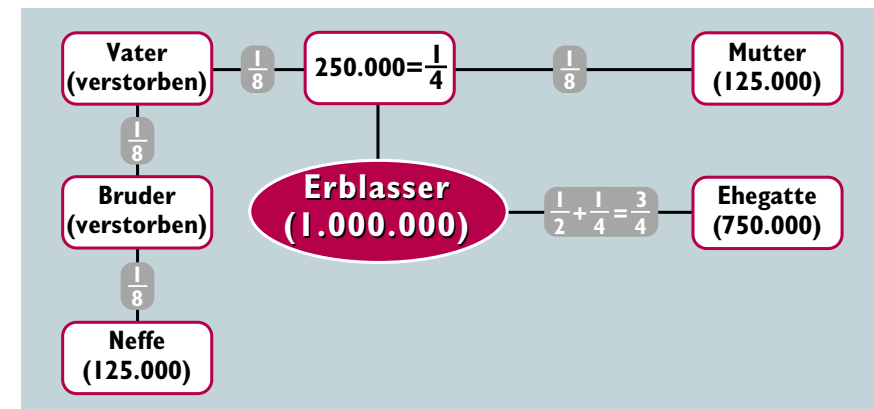 Vater
(verstorben)
1/8
250.000=1/4
1/8
Mutter
(125.000)
1/8
Bruder
(verstorben)
Erblasser
(1.000.000)
1/2+1/4=3/4
Ehegatte
(750.000)
1/8
Neffe
(125.000)